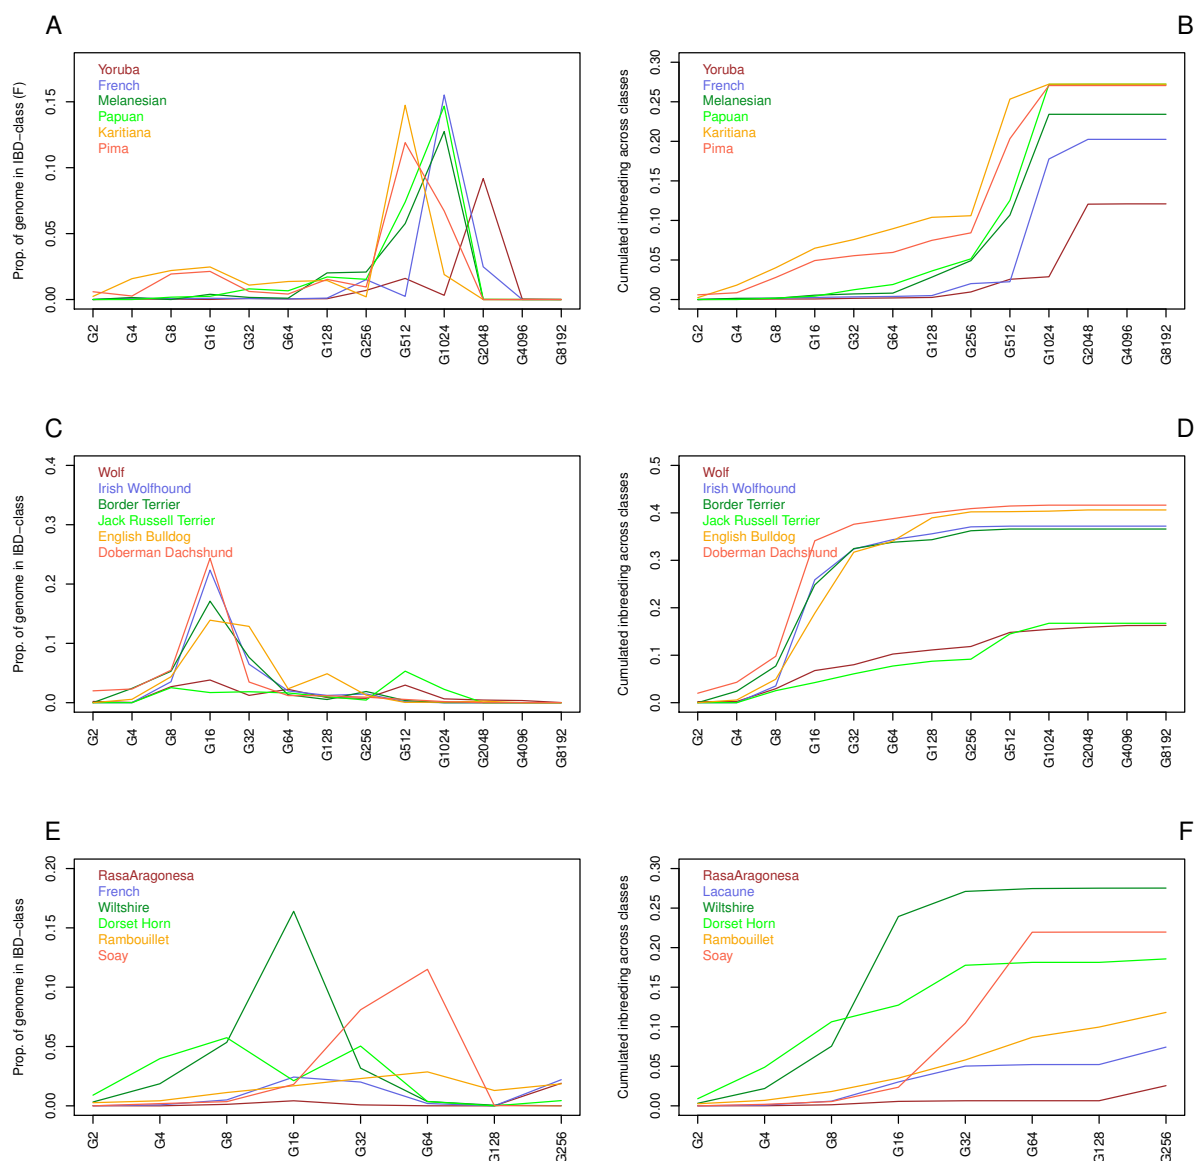 A
B
Prop. of genome in IBD−class (F)
0.00
0.05
0.10
0.15
Yoruba
French
Melanesian
Papuan
Karitiana
Pima
G2
G4
G8
G16
G32
G64
G128
G256
G512
G1024
G2048
G4096
G8192
Cumulated inbreeding across classes
0.00
0.05
0.10
0.15
0.20
0.25
0.30
Yoruba
French
Melanesian
Papuan
Karitiana
Pima
G2
G4
G8
G16
G32
G64
G128
G256
G512
G1024
G2048
G4096
G8192
C
D
Prop. of genome in IBD−class
0.0
0.1
0.2
0.3
0.4
Wolf
Irish Wolfhound
Border Terrier
Jack Russell Terrier
English Bulldog
Doberman Dachshund
G2
G4
G8
G16
G32
G64
G128
G256
G512
G1024
G2048
G4096
G8192
Cumulated inbreeding across classes
0.0
0.1
0.2
0.3
0.4
0.5
Wolf
Irish Wolfhound
Border Terrier
Jack Russell Terrier
English Bulldog
Doberman Dachshund
G2
G4
G8
G16
G32
G64
G128
G256
G512
G1024
G2048
G4096
G8192
E
F
Prop. of genome in IBD−class
0.00
0.05
0.10
0.15
0.20
RasaAragonesa
French
Wiltshire
Dorset Horn
Rambouillet
Soay
G2
G4
G8
G16
G32
G64
G128
G256
Cumulated inbreeding across classes
0.00
0.05
0.10
0.15
0.20
0.25
0.30
RasaAragonesa
Lacaune
Wiltshire
Dorset Horn
Rambouillet
Soay
G2
G4
G8
G16
G32
G64
G128
G256